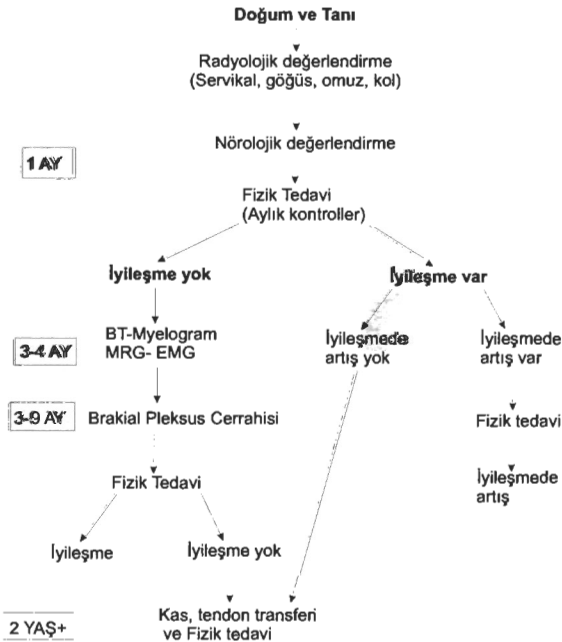 Doğum ve Tanı
Radyolojik değerlendirme
(Servikal, göğüs, omuz, kol)
Nörolojik değerlendirme
1 AY
Fizik Tedavi
(Aylık kontroller)
İyileşme yok
İyileşme var
3-4 AY
BT-Myelogram
MRG- EMG
İyileşmede
artış yok
İyileşmede
artış var
3-9 AY
Brakial Pleksus Cerrahisi
Fizik tedavi
Fizik Tedavi
İyileşmede
artış
İyileşme
İyileşme yok
2 YAŞ+
Kas, tendon transferi
ve Fizik tedavi